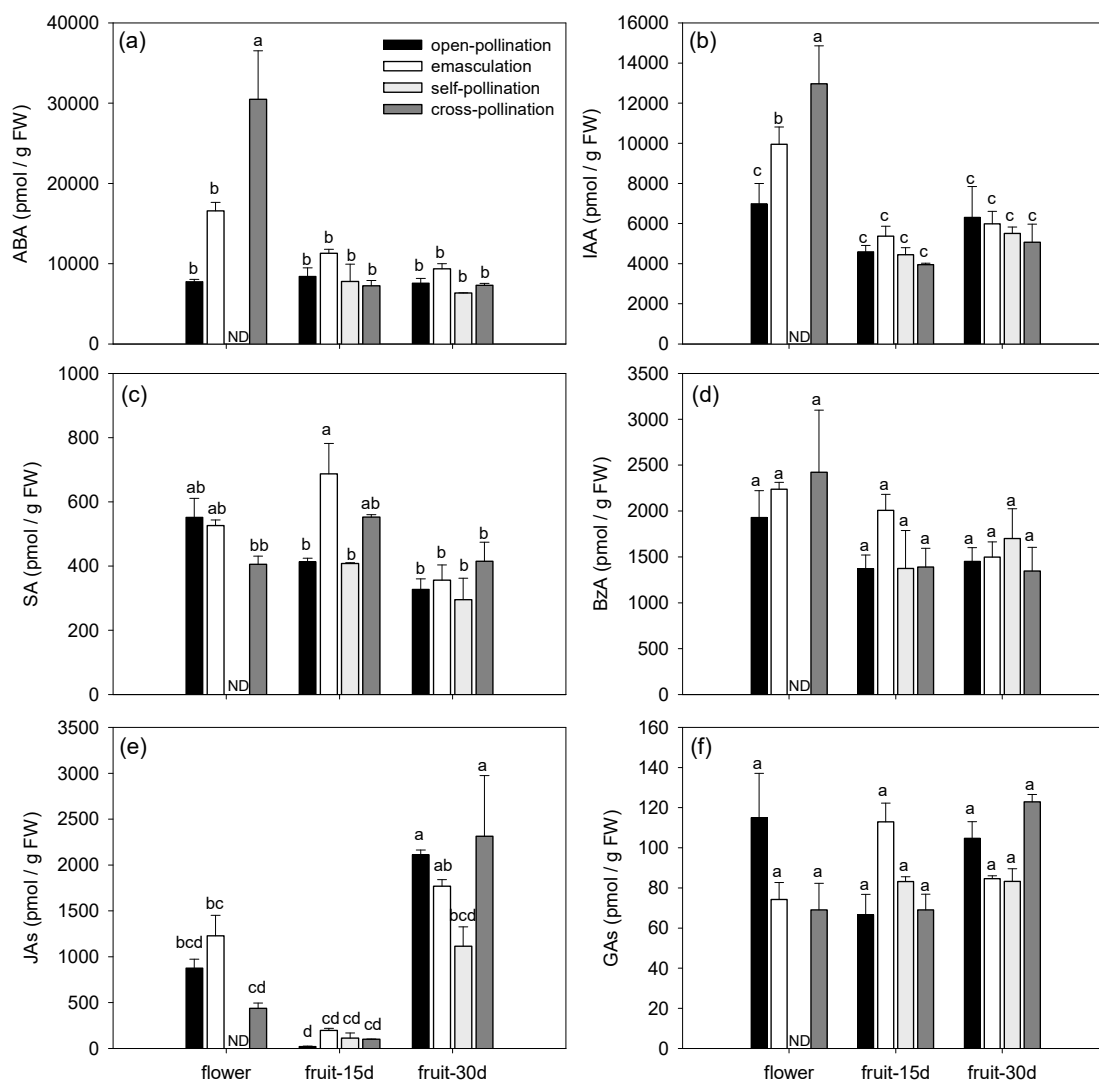 (a)
ABA (pmol / g FW)
40000
30000
20000
10000
0
open-pollination
emasculation
self-pollination
cross-pollination
b b ND a
b b b b
b b b b
(b)
IAA (pmol / g FW)
16000
14000
12000
10000
8000
6000
4000
2000
0
c b ND a
c c c c
c c c c
(c)
SA (pmol / g FW)
1000
800
600
400
200
0
ab ab ND bb
b a b ab
b b b b
(d)
BzA (pmol / g FW)
3500
3000
2500
2000
1500
1000
500
0
a a ND a
a a a a
a a a a
(e)
JAs (pmol / g FW)
3500
3000
2500
2000
1500
1000
500
0
bcd bc ND cd
d cd cd cd
a ab bcd a
flower fruit-15d fruit-30d
(f)
GAs (pmol / g FW)
160
140
120
100
80
60
40
20
0
a a ND a
a a a a
a a a a
flower fruit-15d fruit-30d